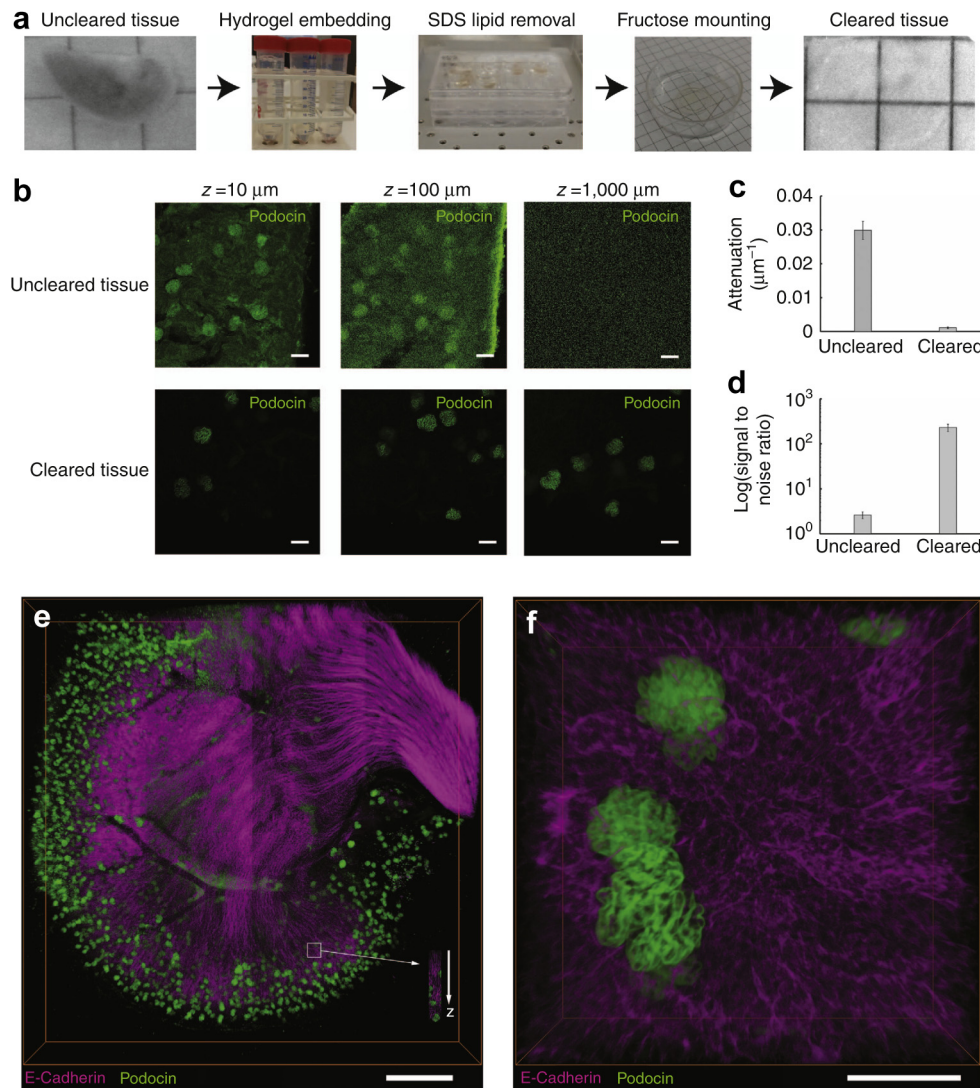 a
Uncleared tissue
Hydrogel embedding
SDS lipid removal
Fructose mounting
Cleared tissue
b
z =10 μm
z =100 μm
z =1,000 μm
Uncleared tissue
Podocin
Podocin
Podocin
Cleared tissue
Podocin
Podocin
Podocin
c
Attenuation
(μm⁻¹)
0.04
0.03
0.02
0.01
0
Uncleared
Cleared
d
Log(signal to
noise ratio)
10³
10²
10¹
10⁰
Uncleared
Cleared
e
z
E-Cadherin Podocin
f
E-Cadherin Podocin